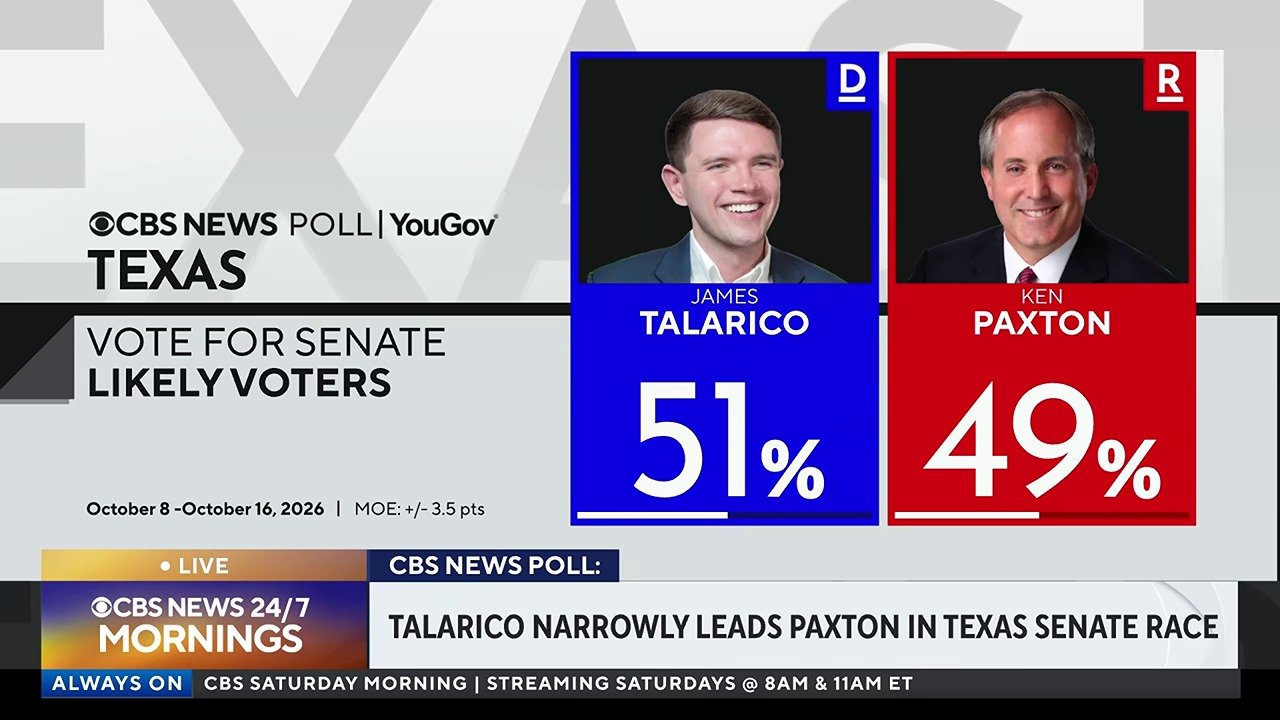 TEXAS
CBS NEWS POLL | YouGov
TEXAS
VOTE FOR SENATE
LIKELY VOTERS
October 8 -October 16, 2026 | MOE: +/- 3.5 pts
D
JAMES
TALARICO
51%
R
KEN
PAXTON
49%
• LIVE
CBS NEWS 24/7
MORNINGS
CBS NEWS POLL:
TALARICO NARROWLY LEADS PAXTON IN TEXAS SENATE RACE
ALWAYS ON
CBS SATURDAY MORNING | STREAMING SATURDAYS @ 8AM & 11AM ET